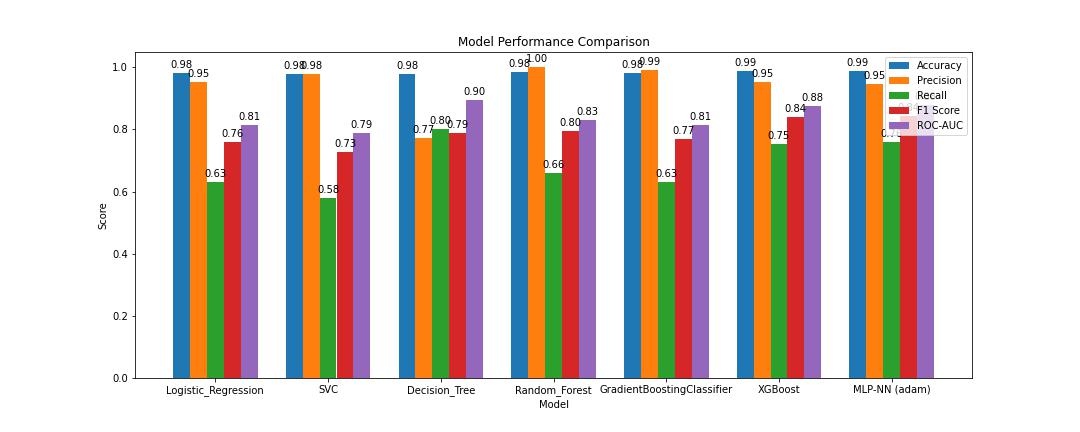 Model Performance Comparison
Accuracy
Precision
Recall
F1 Score
ROC-AUC
Score
1.0
0.8
0.6
0.4
0.2
0.0
0.98 0.95 0.63 0.76 0.81
0.98 0.98 0.58 0.73 0.79
0.98 0.77 0.80 0.79 0.90
0.98 1.00 0.66 0.80 0.83
0.98 0.99 0.63 0.77 0.81
0.99 0.95 0.75 0.84 0.88
0.99 0.95
Logistic_Regression SVC Decision_Tree Random_Forest GradientBoostingClassifier XGBoost MLP-NN (adam)
Model